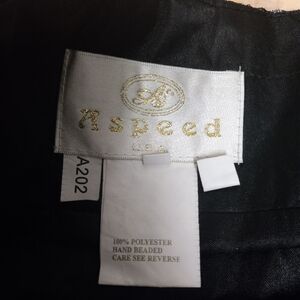 Aspeed
U.S.A.
A202
100% POLYESTER
HAND BEADED
CARE SEE REVERSE